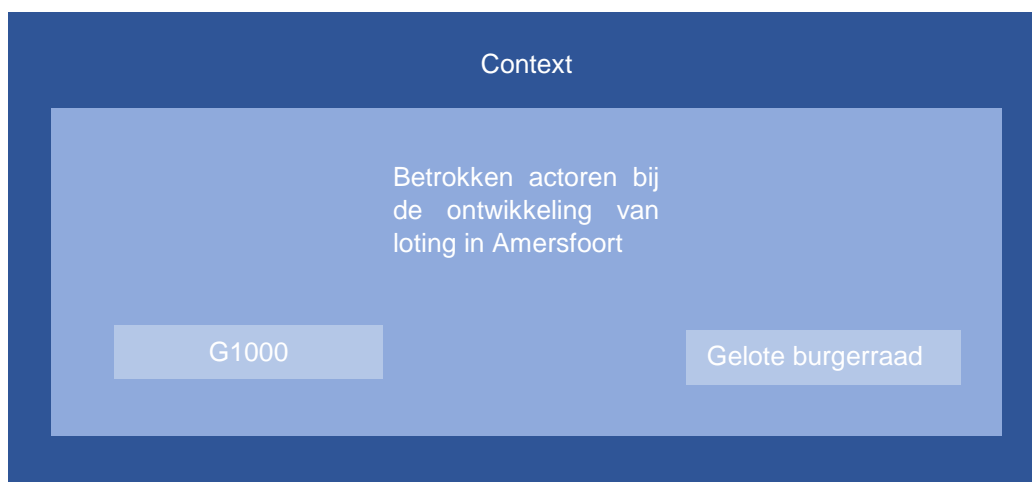 Context
Betrokken actoren bij
de ontwikkeling van
loting in Amersfoort
G1000
Gelote burgerraad